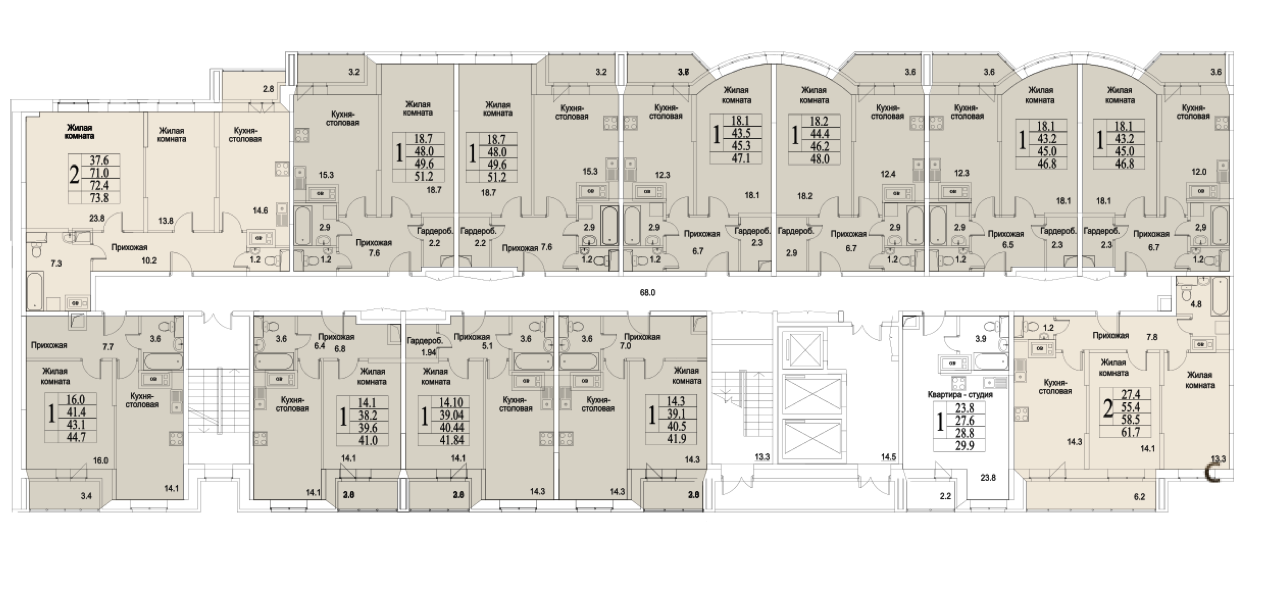 Жилая
комната
2
37.6
71.0
72.4
73.8
23.8
Жилая
комната
13.8
2.8
Кухня-
столовая
14.6
Прихожая
10.2
1.2
7.3
ОВ
ОВ
3.2
Кухня-
столовая
15.3
ОВ
Жилая
комната
1
18.7
48.0
49.6
51.2
18.7
2.9
1.2
Прихожая
7.6
Гардероб.
2.2
Жилая
комната
1
18.7
48.0
49.6
51.2
18.7
3.2
Кухня-
столовая
15.3
ОВ
Гардероб.
2.2
Прихожая 7.6
2.9
1.2
Кухня-
столовая
12.3
ОВ
Жилая
комната
1
18.1
43.5
45.3
47.1
18.1
2.9
1.2
Прихожая
6.7
Гардероб.
2.3
Жилая
комната
1
18.2
44.4
46.2
48.0
18.2
3.6
Кухня-
столовая
12.4
ОВ
Гардероб.
2.9
Прихожая
6.7
2.9
1.2
3.6
Кухня-
столовая
12.3
ОВ
Жилая
комната
1
18.1
43.2
45.0
46.8
18.1
2.9
1.2
Прихожая
6.5
Гардероб.
2.3
Жилая
комната
1
18.1
43.2
45.0
46.8
18.1
3.6
Кухня-
столовая
12.0
ОВ
Гардероб.
2.3
Прихожая
6.7
2.9
1.2
68.0
Прихожая
7.7
3.6
ОВ
Жилая
комната
1
16.0
41.4
43.1
44.7
16.0
Кухня-
столовая
14.1
3.4
3.6
ОВ
Прихожая
6.4
6.8
Кухня-
столовая
14.1
Жилая
комната
1
14.1
38.2
39.6
41.0
14.1
Гардероб.
1.94
Прихожая
5.1
3.6
ОВ
Жилая
комната
1
14.10
39.04
40.44
41.84
14.1
Кухня-
столовая
14.3
3.6
ОВ
Прихожая
7.0
Кухня-
столовая
14.3
Жилая
комната
1
14.3
39.1
40.5
41.9
14.3
13.3
14.5
3.9
ОВ
Квартира - студия
1
23.8
27.6
28.8
29.9
23.8
2.2
1.2
ОВ
Прихожая
7.8
4.8
ОВ
Кухня-
столовая
14.3
Жилая
комната
2
27.4
55.4
58.5
61.7
14.1
Жилая
комната
13.3
6.2
С